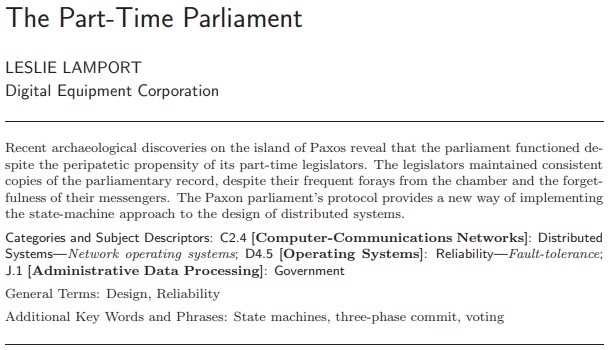 The Part-Time Parliament
LESLIE LAMPORT
Digital Equipment Corporation
Recent archaeological discoveries on the island of Paxos reveal that the parliament functioned de-
spite the peripatetic propensity of its part-time legislators. The legislators maintained consistent
copies of the parliamentary record, despite their frequent forays from the chamber and the forget-
fulness of their messengers. The Paxon parliament's protocol provides a new way of implementing
the state-machine approach to the design of distributed systems.
Categories and Subject Descriptors: C2.4 [Computer-Communications Networks]: Distributed
Systems—Network operating systems; D4.5 [Operating Systems]: Reliability—Fault-tolerance;
J.1 [Administrative Data Processing]: Government
General Terms: Design, Reliability
Additional Key Words and Phrases: State machines, three-phase commit, voting